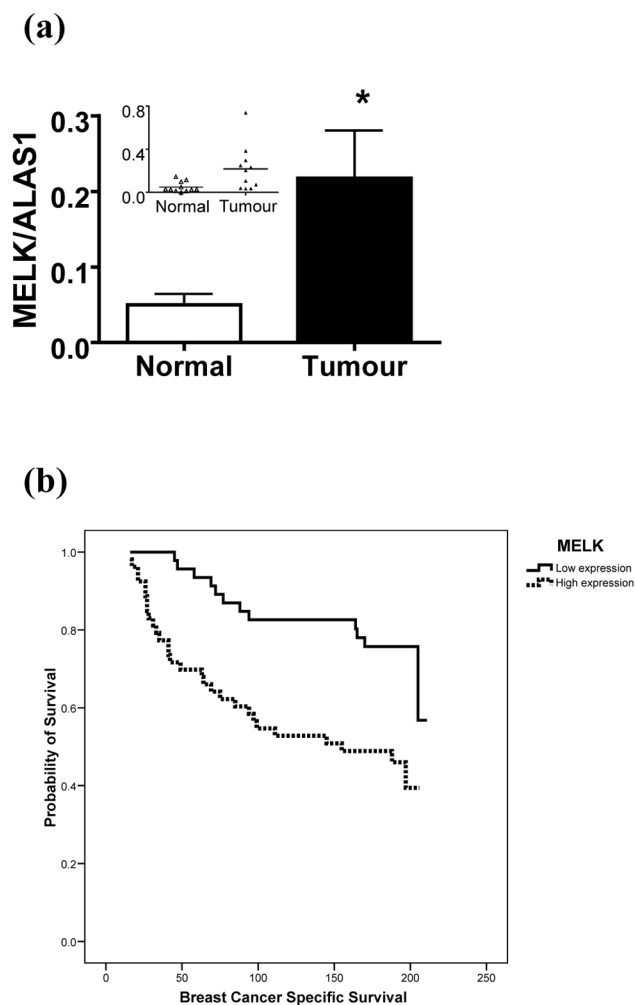 (a)
MELK/ALAS1
0.3
0.2
0.1
0.0
0.8
0.4
0.0
Normal Tumour
*
Normal Tumour
(b)
Probability of Survival
1.0
0.8
0.6
0.4
0.2
0.0
0 50 100 150 200 250
Breast Cancer Specific Survival
MELK
Low expression
High expression